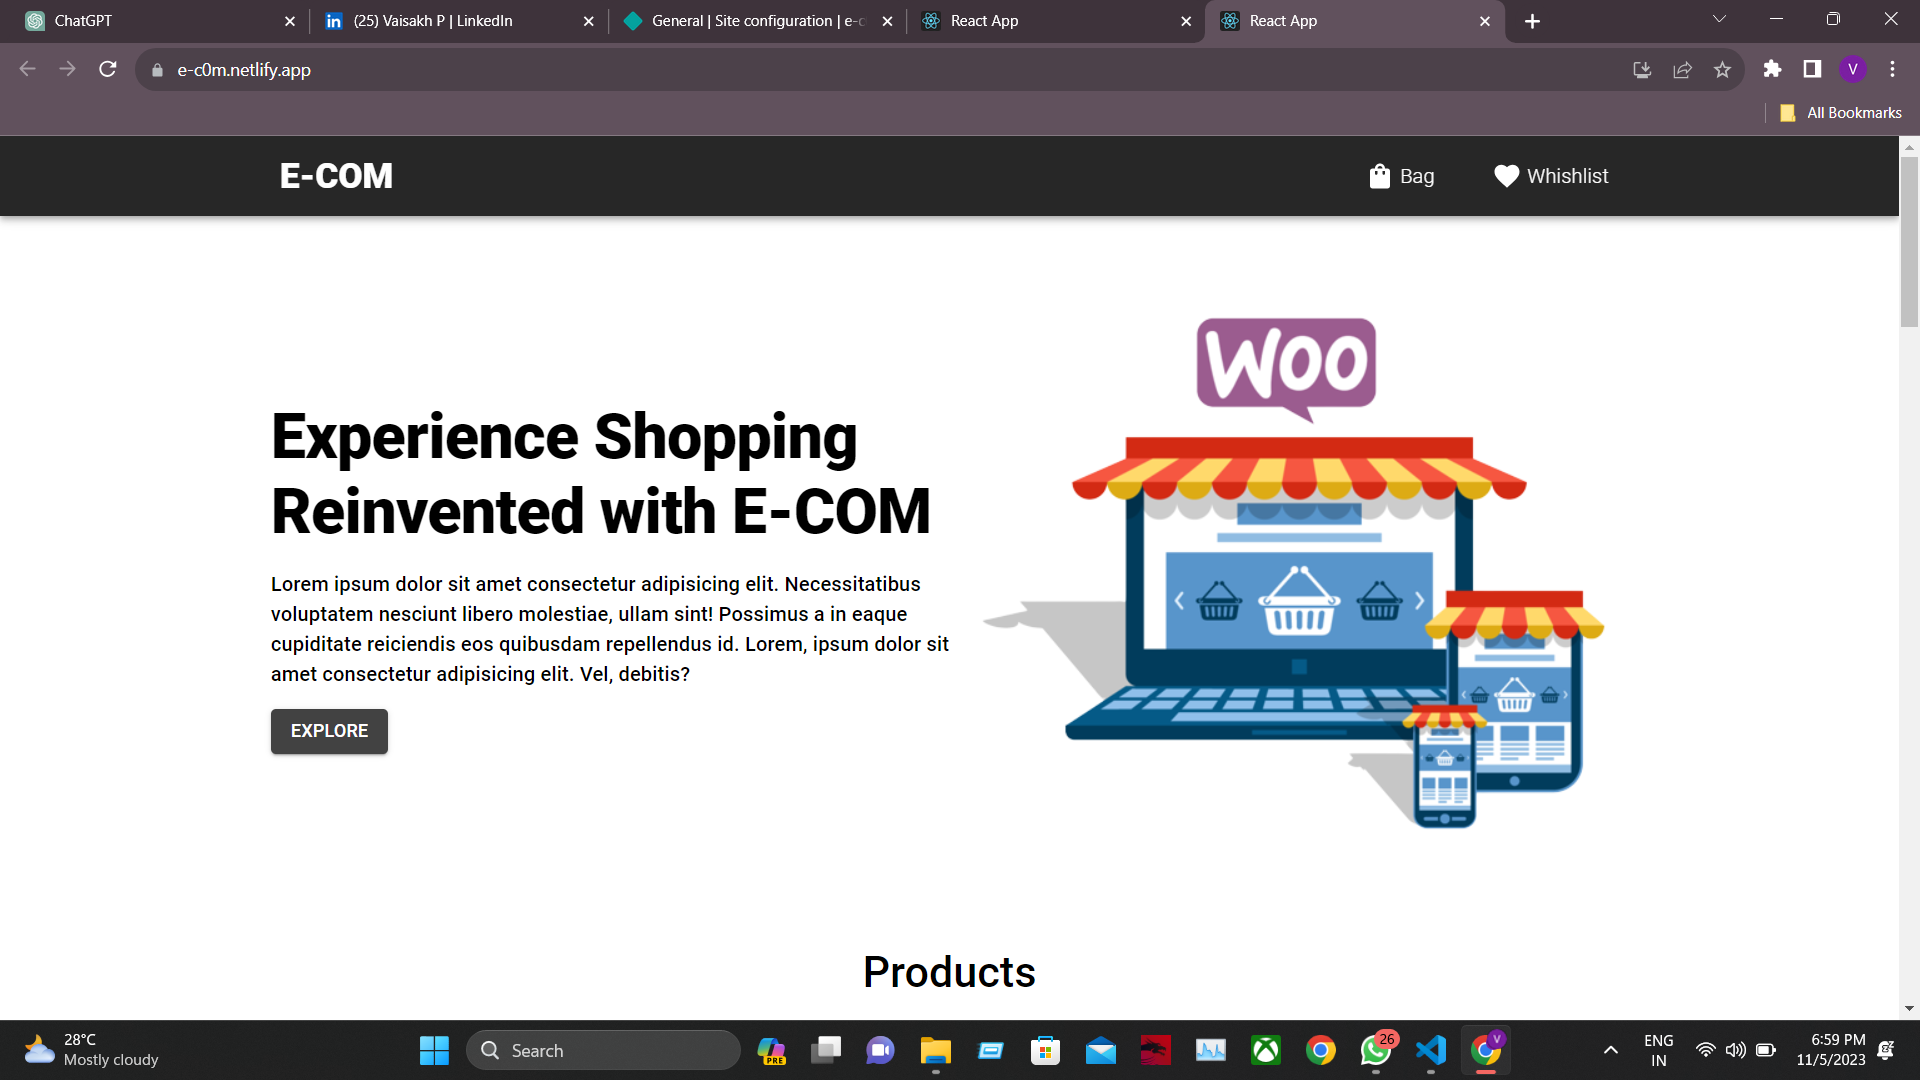 ChatGPT
(25) Vaisakh P | LinkedIn
General | Site configuration | e-c
React App
React App
e-c0m.netlify.app
V
All Bookmarks
E-COM
Bag
Whishlist
WOO
Experience Shopping
Reinvented with E-COM
Lorem ipsum dolor sit amet consectetur adipisicing elit. Necessitatibus
voluptatem nesciunt libero molestiae, ullam sint! Possimus a in eaque
cupiditate reiciendis eos quibusdam repellendus id. Lorem, ipsum dolor sit
amet consectetur adipisicing elit. Vel, debitis?
EXPLORE
Products
28°C
Mostly cloudy
Search
PRE
26
V
ENG
IN
6:59 PM
11/5/2023